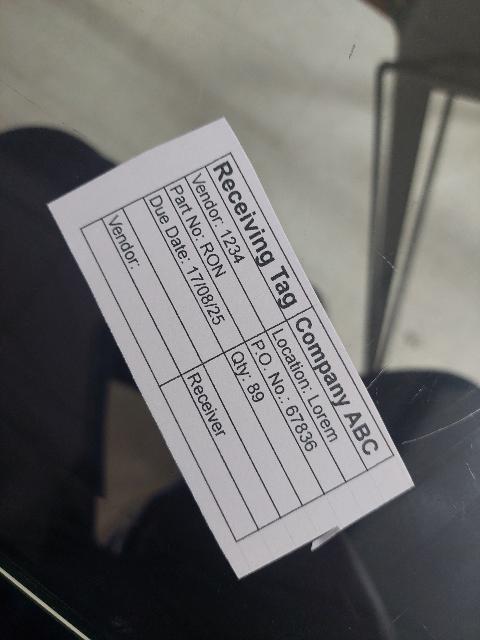 Receiving Tag Company ABC
Vendor: 1234 Location: Lorem
Part No: RON P.O. No.: 67836
Due Date: 17/08/25 Qty: 89
Vendor: Receiver